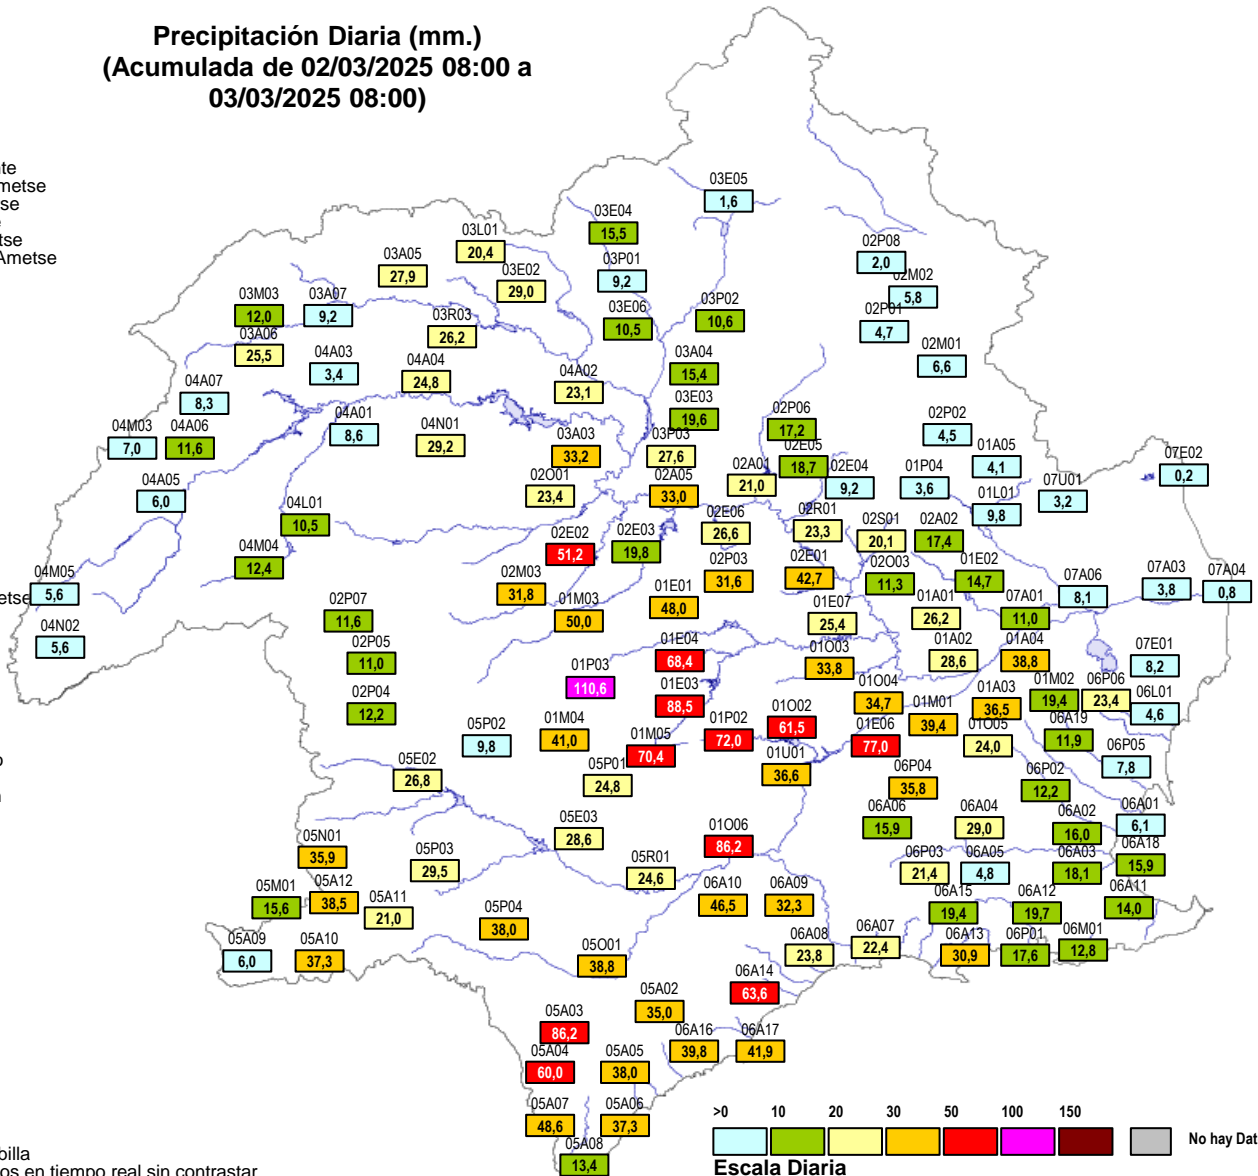 Precipitación Diaria (mm.)
(Acumulada de 02/03/2025 08:00 a
03/03/2025 08:00)
nte
metse
tse
e
tse
Ametse
03E05
1,6
03E04
15,5
03L01
20,4
02P08
2,0
03A05
27,9
03E02
29,0
03P01
9,2
02M02
5,8
03M03
12,0
03A07
9,2
03E06
10,5
03P02
10,6
02P01
4,7
03R03
26,2
03A06
25,5
04A03
3,4
04A04
24,8
03A04
15,4
02M01
6,6
04A02
23,1
04A07
8,3
03E03
19,6
04A01
8,6
04N01
29,2
04M03
7,0
04A06
11,6
03A03
33,2
03P03
27,6
02P06
17,2
02P02
4,5
02E05
18,7
01A05
4,1
07E02
0,2
04A05
6,0
02O01
23,4
02A05
33,0
02A01
21,0
02E04
9,2
01P04
3,6
07U01
3,2
04L01
10,5
01L01
9,8
02E06
26,6
02R01
23,3
02S01
20,1
02A02
17,4
02E02
51,2
02E03
19,8
04M04
12,4
02P03
31,6
02E01
42,7
02O03
11,3
01E02
14,7
04M05
5,6
etse
02M03
31,8
07A06
8,1
07A03
3,8
07A04
0,8
01E01
48,0
01M03
50,0
02P07
11,6
01E07
25,4
01A01
26,2
07A01
11,0
04N02
5,6
02P05
11,0
01E04
68,4
01O03
33,8
01A02
28,6
01A04
38,8
07E01
8,2
01P03
110,6
01E03
88,5
01O04
34,7
01A03
36,5
01M02
19,4
06P06
23,4
06L01
4,6
02P04
12,2
01M01
39,4
05P02
9,8
01M04
41,0
01P02
72,0
01O02
61,5
01E06
77,0
01O05
24,0
06A19
11,9
01M05
70,4
06P05
7,8
05E02
26,8
05P01
24,8
01U01
36,6
06P04
35,8
06P02
12,2
05E03
28,6
01O06
86,2
06A06
15,9
06A04
29,0
06A02
16,0
06A01
6,1
05N01
35,9
05P03
29,5
05R01
24,6
06P03
21,4
06A05
4,8
06A03
18,1
06A18
15,9
05M01
15,6
05A12
38,5
05A11
21,0
06A10
46,5
06A09
32,3
06A15
19,4
06A12
19,7
06A11
14,0
05P04
38,0
05A09
6,0
05A10
37,3
05O01
38,8
06A08
23,8
06A07
22,4
06A13
30,9
06P01
17,6
06M01
12,8
06A14
63,6
05A02
35,0
05A03
86,2
06A16
39,8
06A17
41,9
05A04
60,0
05A05
38,0
05A07
48,6
05A06
37,3
05A08
13,4
>0 10 20 30 50 100 150
No hay Dat
Escala Diaria
billa
os en tiempo real sin contrastar